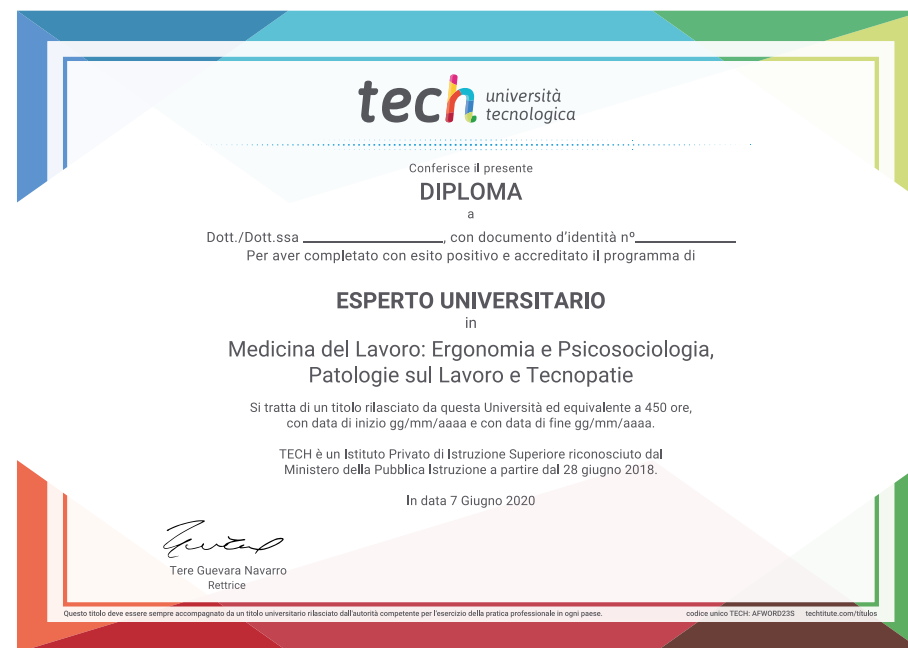 tech università
tecnologica
Conferisce il presente
DIPLOMA
a
Dott./Dott.ssa ____________________, con documento d'identità nº______________
Per aver completato con esito positivo e accreditato il programma di
ESPERTO UNIVERSITARIO
in
Medicina del Lavoro: Ergonomia e Psicosociologia,
Patologie sul Lavoro e Tecnopatie
Si tratta di un titolo rilasciato da questa Università ed equivalente a 450 ore,
con data di inizio gg/mm/aaaa e con data di fine gg/mm/aaaa.
TECH è un Istituto Privato di Istruzione Superiore riconosciuto dal
Ministero della Pubblica Istruzione a partire dal 28 giugno 2018.
In data 7 Giugno 2020
Tere Guevara Navarro
Rettrice
Questo titolo deve essere sempre accompagnato da un titolo universitario rilasciato dall'autorità competente per l'esercizio della pratica professionale in ogni paese. codice unico TECH: AFWORD23S techtitute.com/titulos